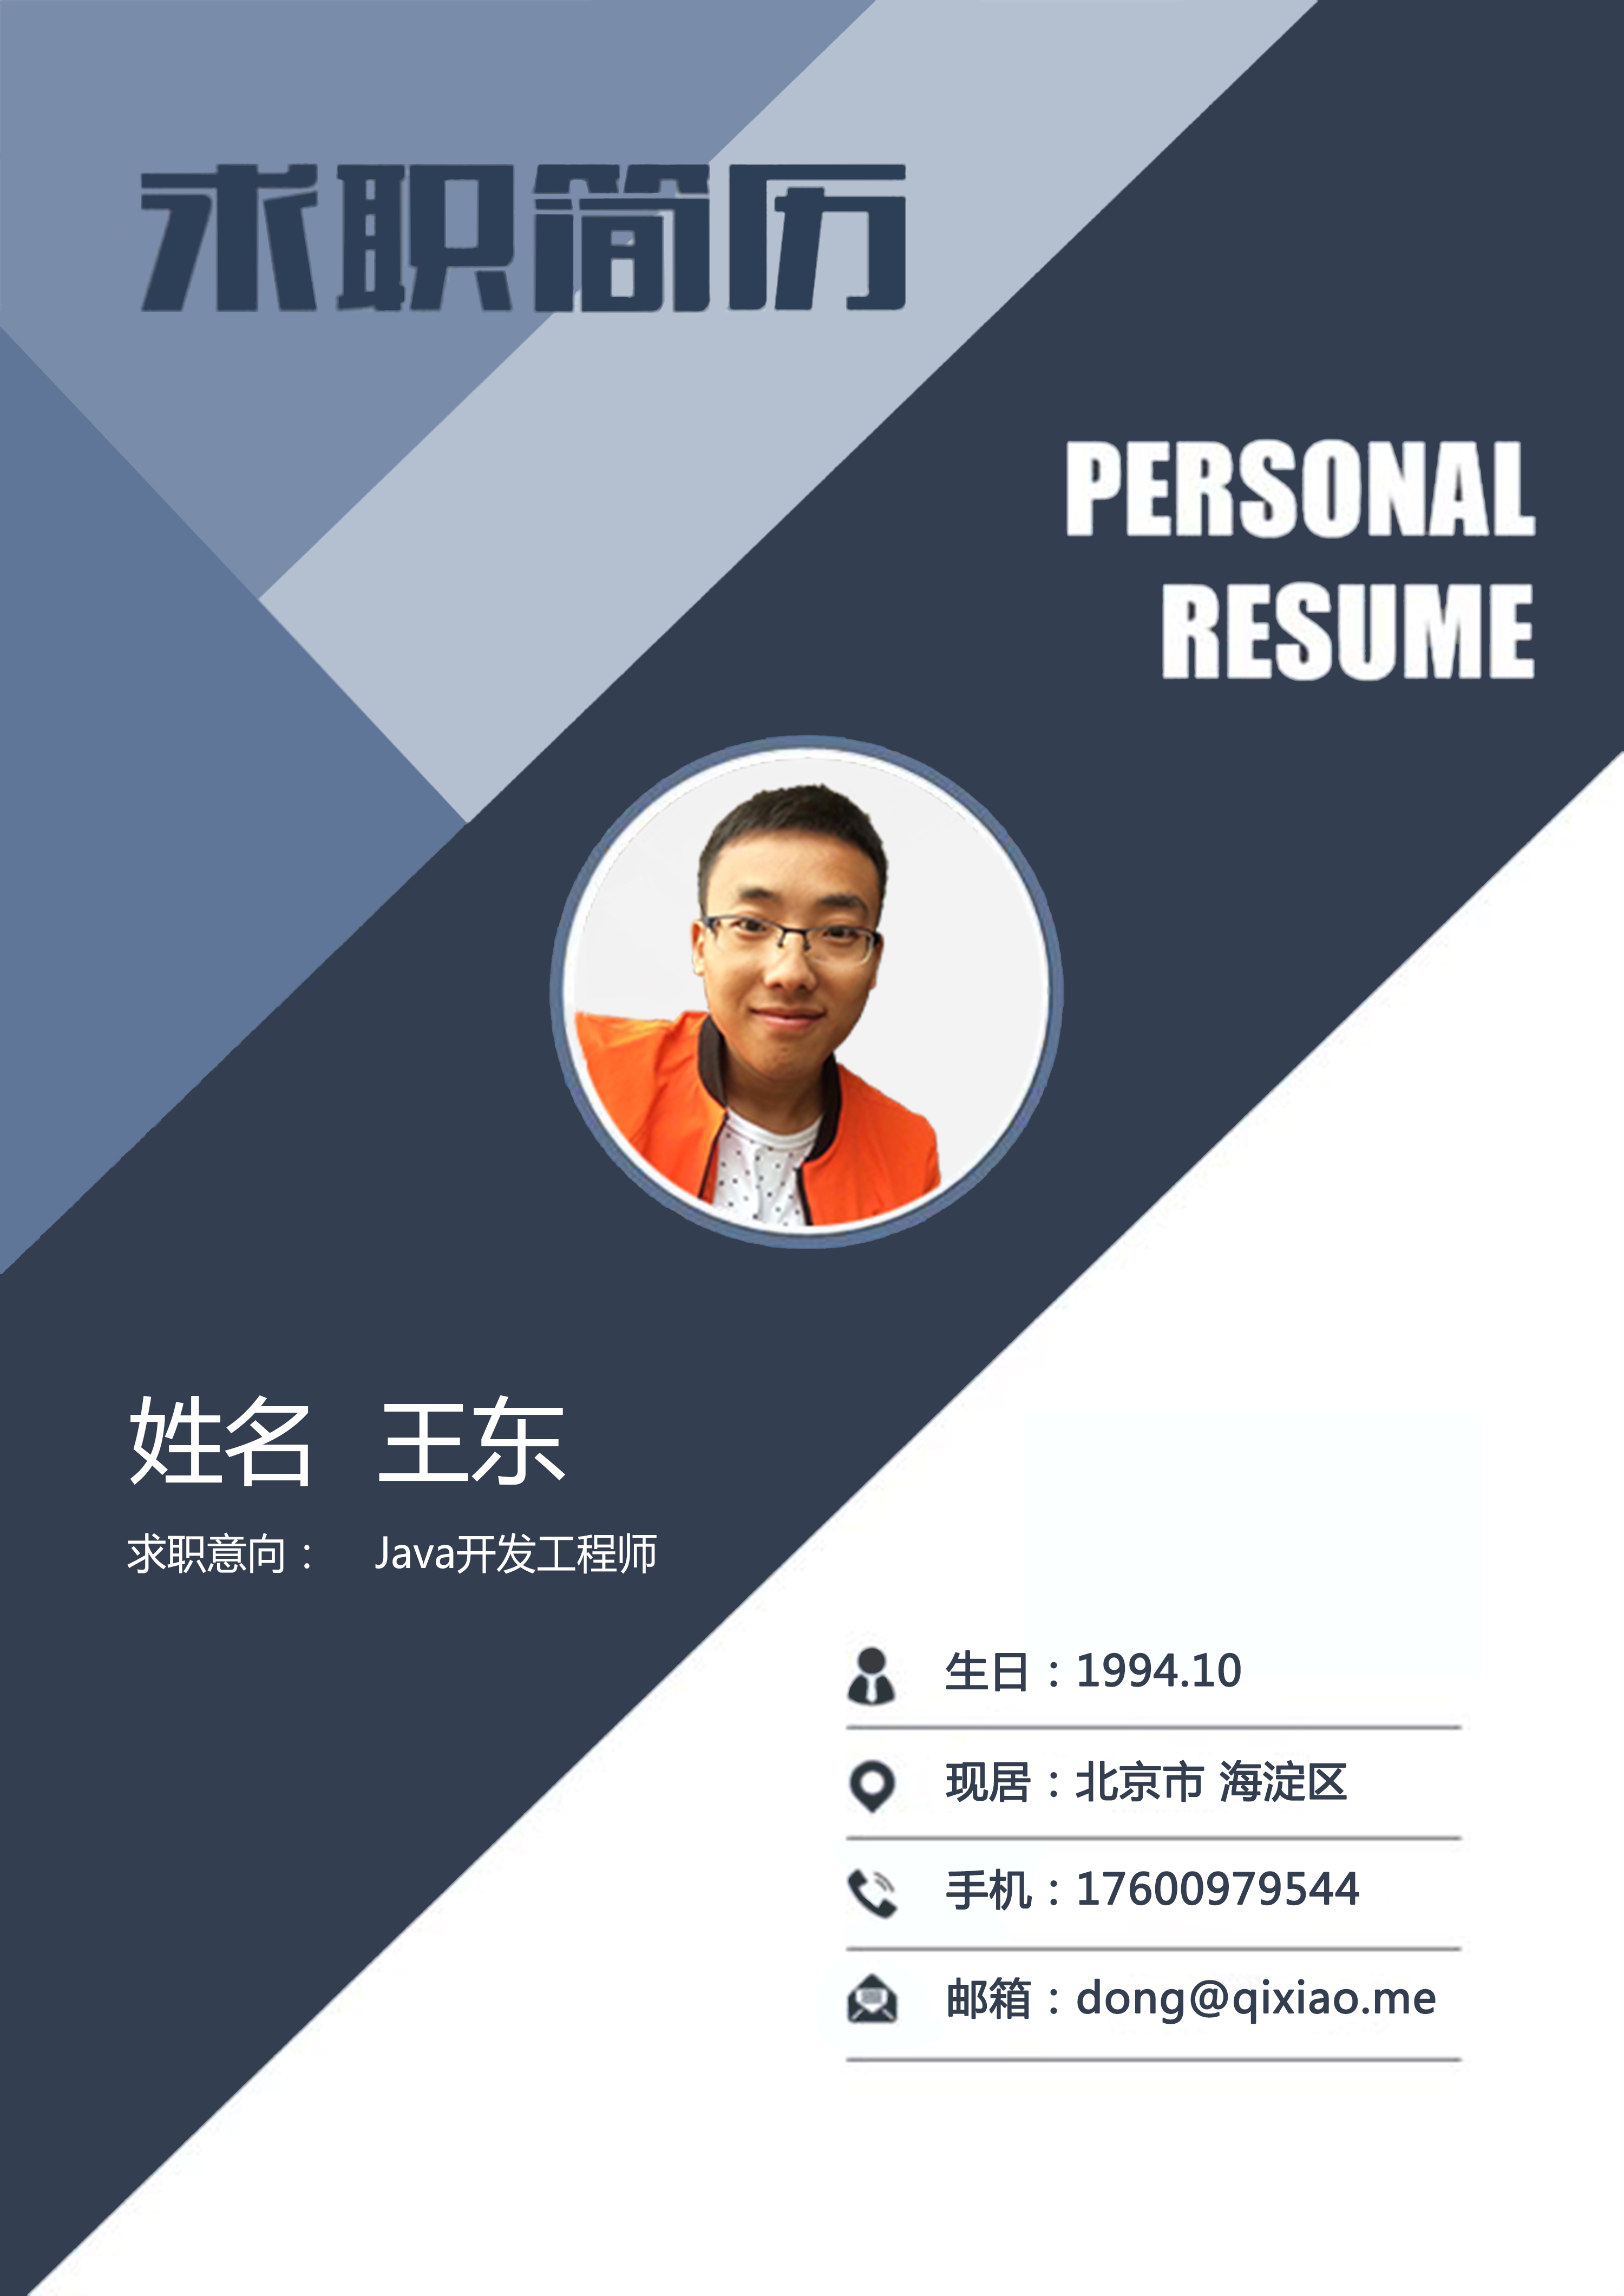 求职简历
PERSONAL
RESUME
姓名 王东
求职意向： Java开发工程师
生日：1994.10
现居：北京市 海淀区
手机：17600979544
邮箱：dong@qixiao.me